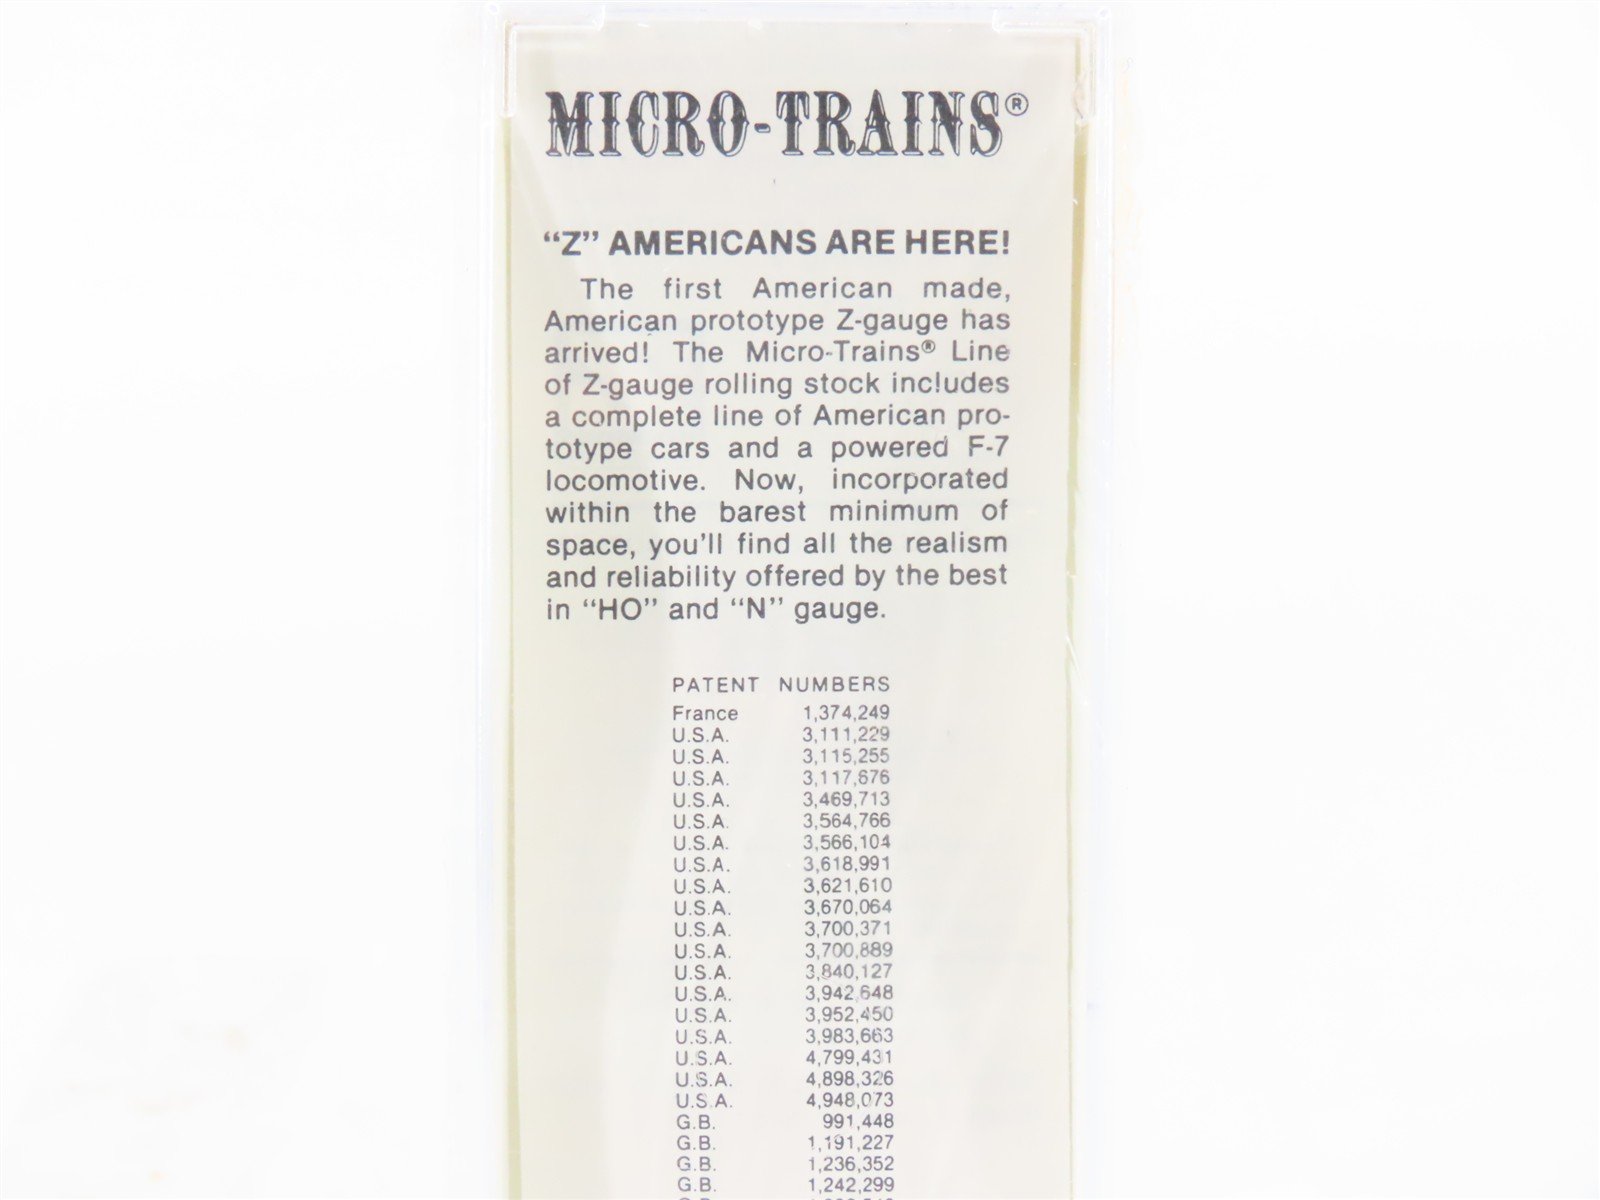 MICRO-TRAINS®
“Z” AMERICANS ARE HERE!
The first American made,
American prototype Z-gauge has
arrived! The Micro-Trains® Line
of Z-gauge rolling stock includes
a complete line of American pro-
totype cars and a powered F-7
locomotive. Now, incorporated
within the barest minimum of
space, you'll find all the realism
and reliability offered by the best
in “HO” and “N” gauge.
PATENT NUMBERS
France 1,374,249
U.S.A. 3,111,229
U.S.A. 3,115,255
U.S.A. 3,117,676
U.S.A. 3,469,713
U.S.A. 3,564,766
U.S.A. 3,566,104
U.S.A. 3,618,991
U.S.A. 3,621,610
U.S.A. 3,670,064
U.S.A. 3,700,371
U.S.A. 3,700,889
U.S.A. 3,840,127
U.S.A. 3,942,648
U.S.A. 3,952,450
U.S.A. 3,983,663
U.S.A. 4,799,431
U.S.A. 4,898,326
U.S.A. 4,948,073
G.B. 991,448
G.B. 1,191,227
G.B. 1,236,352
G.B. 1,242,299